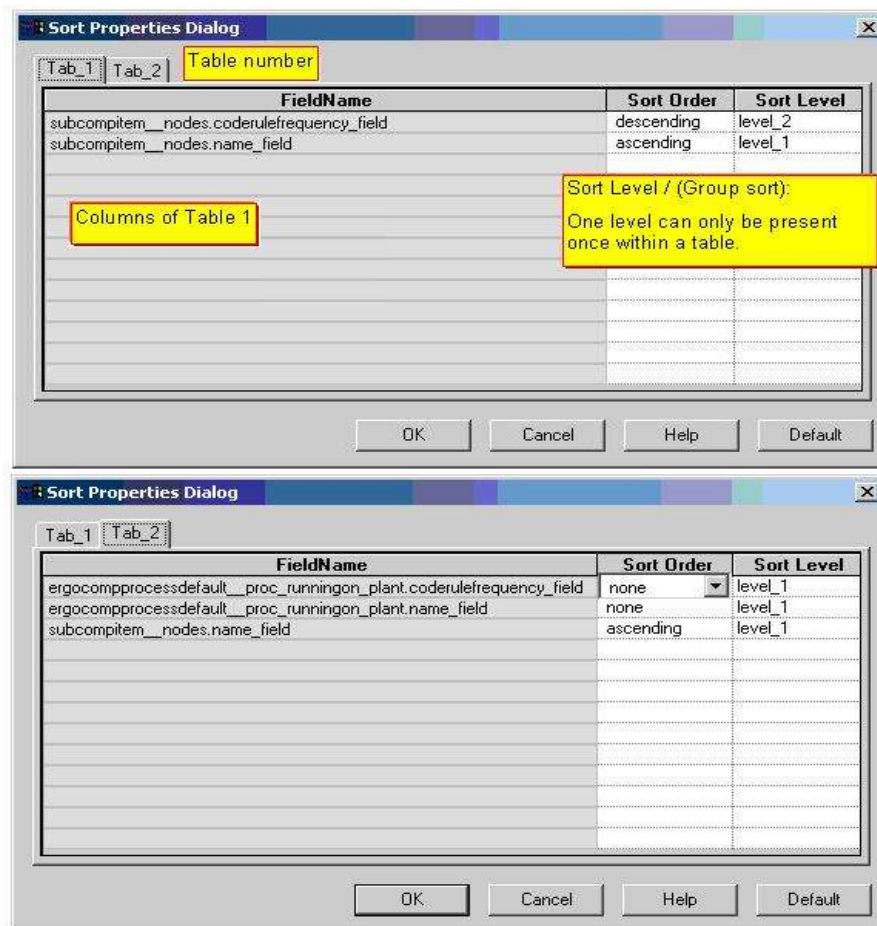 Sort Properties Dialog
Tab_1 Tab_2 Table number
FieldName Sort Order Sort Level
subcompitem__nodes.coderulefrequency_field descending level_2
subcompitem__nodes.name_field ascending level_1
Columns of Table 1
Sort Level / (Group sort):
One level can only be present
once within a table.
OK Cancel Help Default
Sort Properties Dialog
Tab_1 Tab_2
FieldName Sort Order Sort Level
ergocompprocessdefault__proc_runningon_plant.coderulefrequency_field none level_1
ergocompprocessdefault__proc_runningon_plant.name_field none level_1
subcompitem__nodes.name_field ascending level_1
OK Cancel Help Default